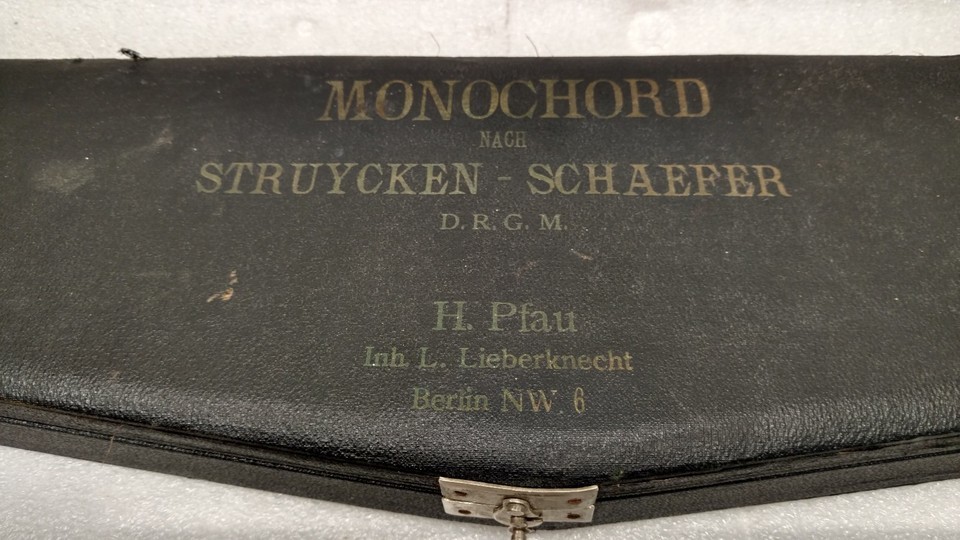 MONOCHORD
NACH
STRUYCKEN - SCHAEFER
D. R. G. M.
H. Pfau
Inh. L. Lieberknecht
Berlin NW. 6